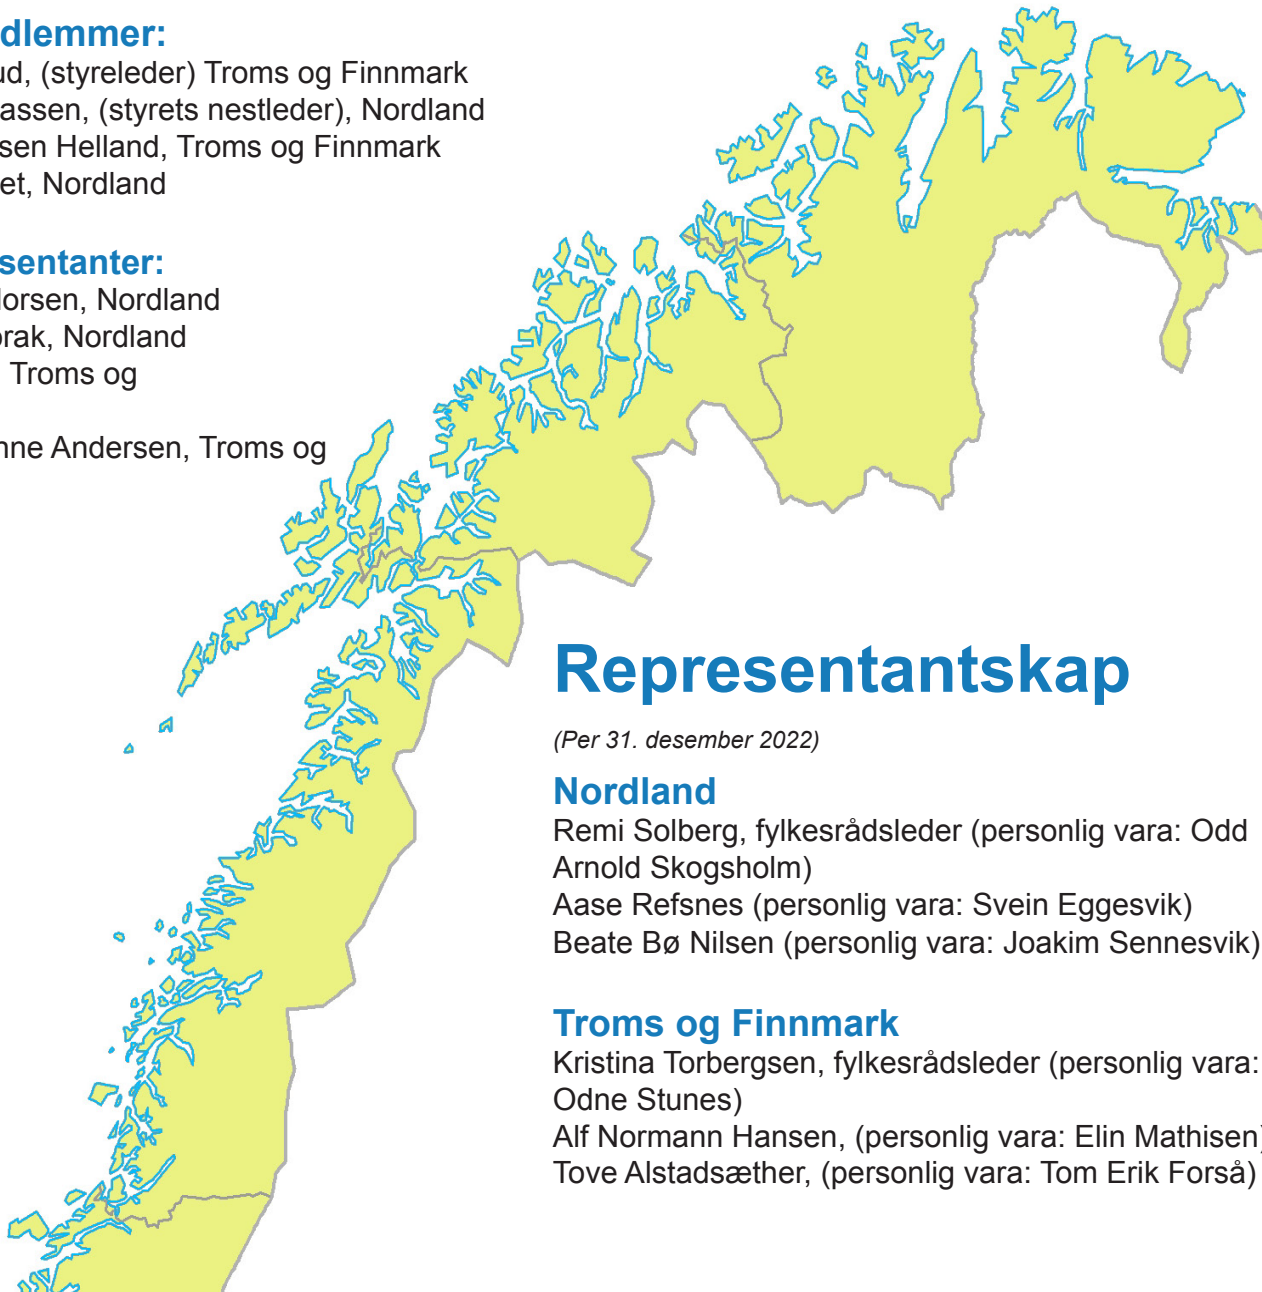 dlemmer:
ud, (styreleder) Troms og Finnmark
assen, (styrets nestleder), Nordland
sen Helland, Troms og Finnmark
et, Nordland
sentanter:
lorsen, Nordland
orak, Nordland
, Troms og
nne Andersen, Troms og
Representantskap
(Per 31. desember 2022)
Nordland
Remi Solberg, fylkesrådsleder (personlig vara: Odd
Arnold Skogsholm)
Aase Refsnes (personlig vara: Svein Eggesvik)
Beate Bø Nilsen (personlig vara: Joakim Sennesvik)
Troms og Finnmark
Kristina Torbergsen, fylkesrådsleder (personlig vara:
Odne Stunes)
Alf Normann Hansen, (personlig vara: Elin Mathisen)
Tove Alstadsæther, (personlig vara: Tom Erik Forså)